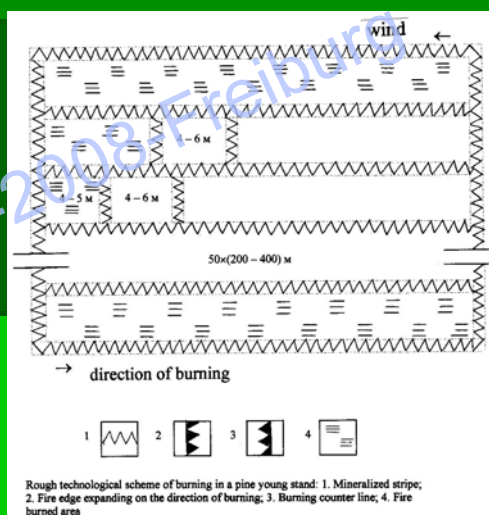 wind ←
4 – 6 м
4 – 5 м 4 – 6 м
50×(200 – 400) м
→ direction of burning
1 2 3 4
Rough technological scheme of burning in a pine young stand: 1. Mineralized stripe;
2. Fire edge expanding on the direction of burning; 3. Burning counter line; 4. Fire
burned area
-2008-Freiburg